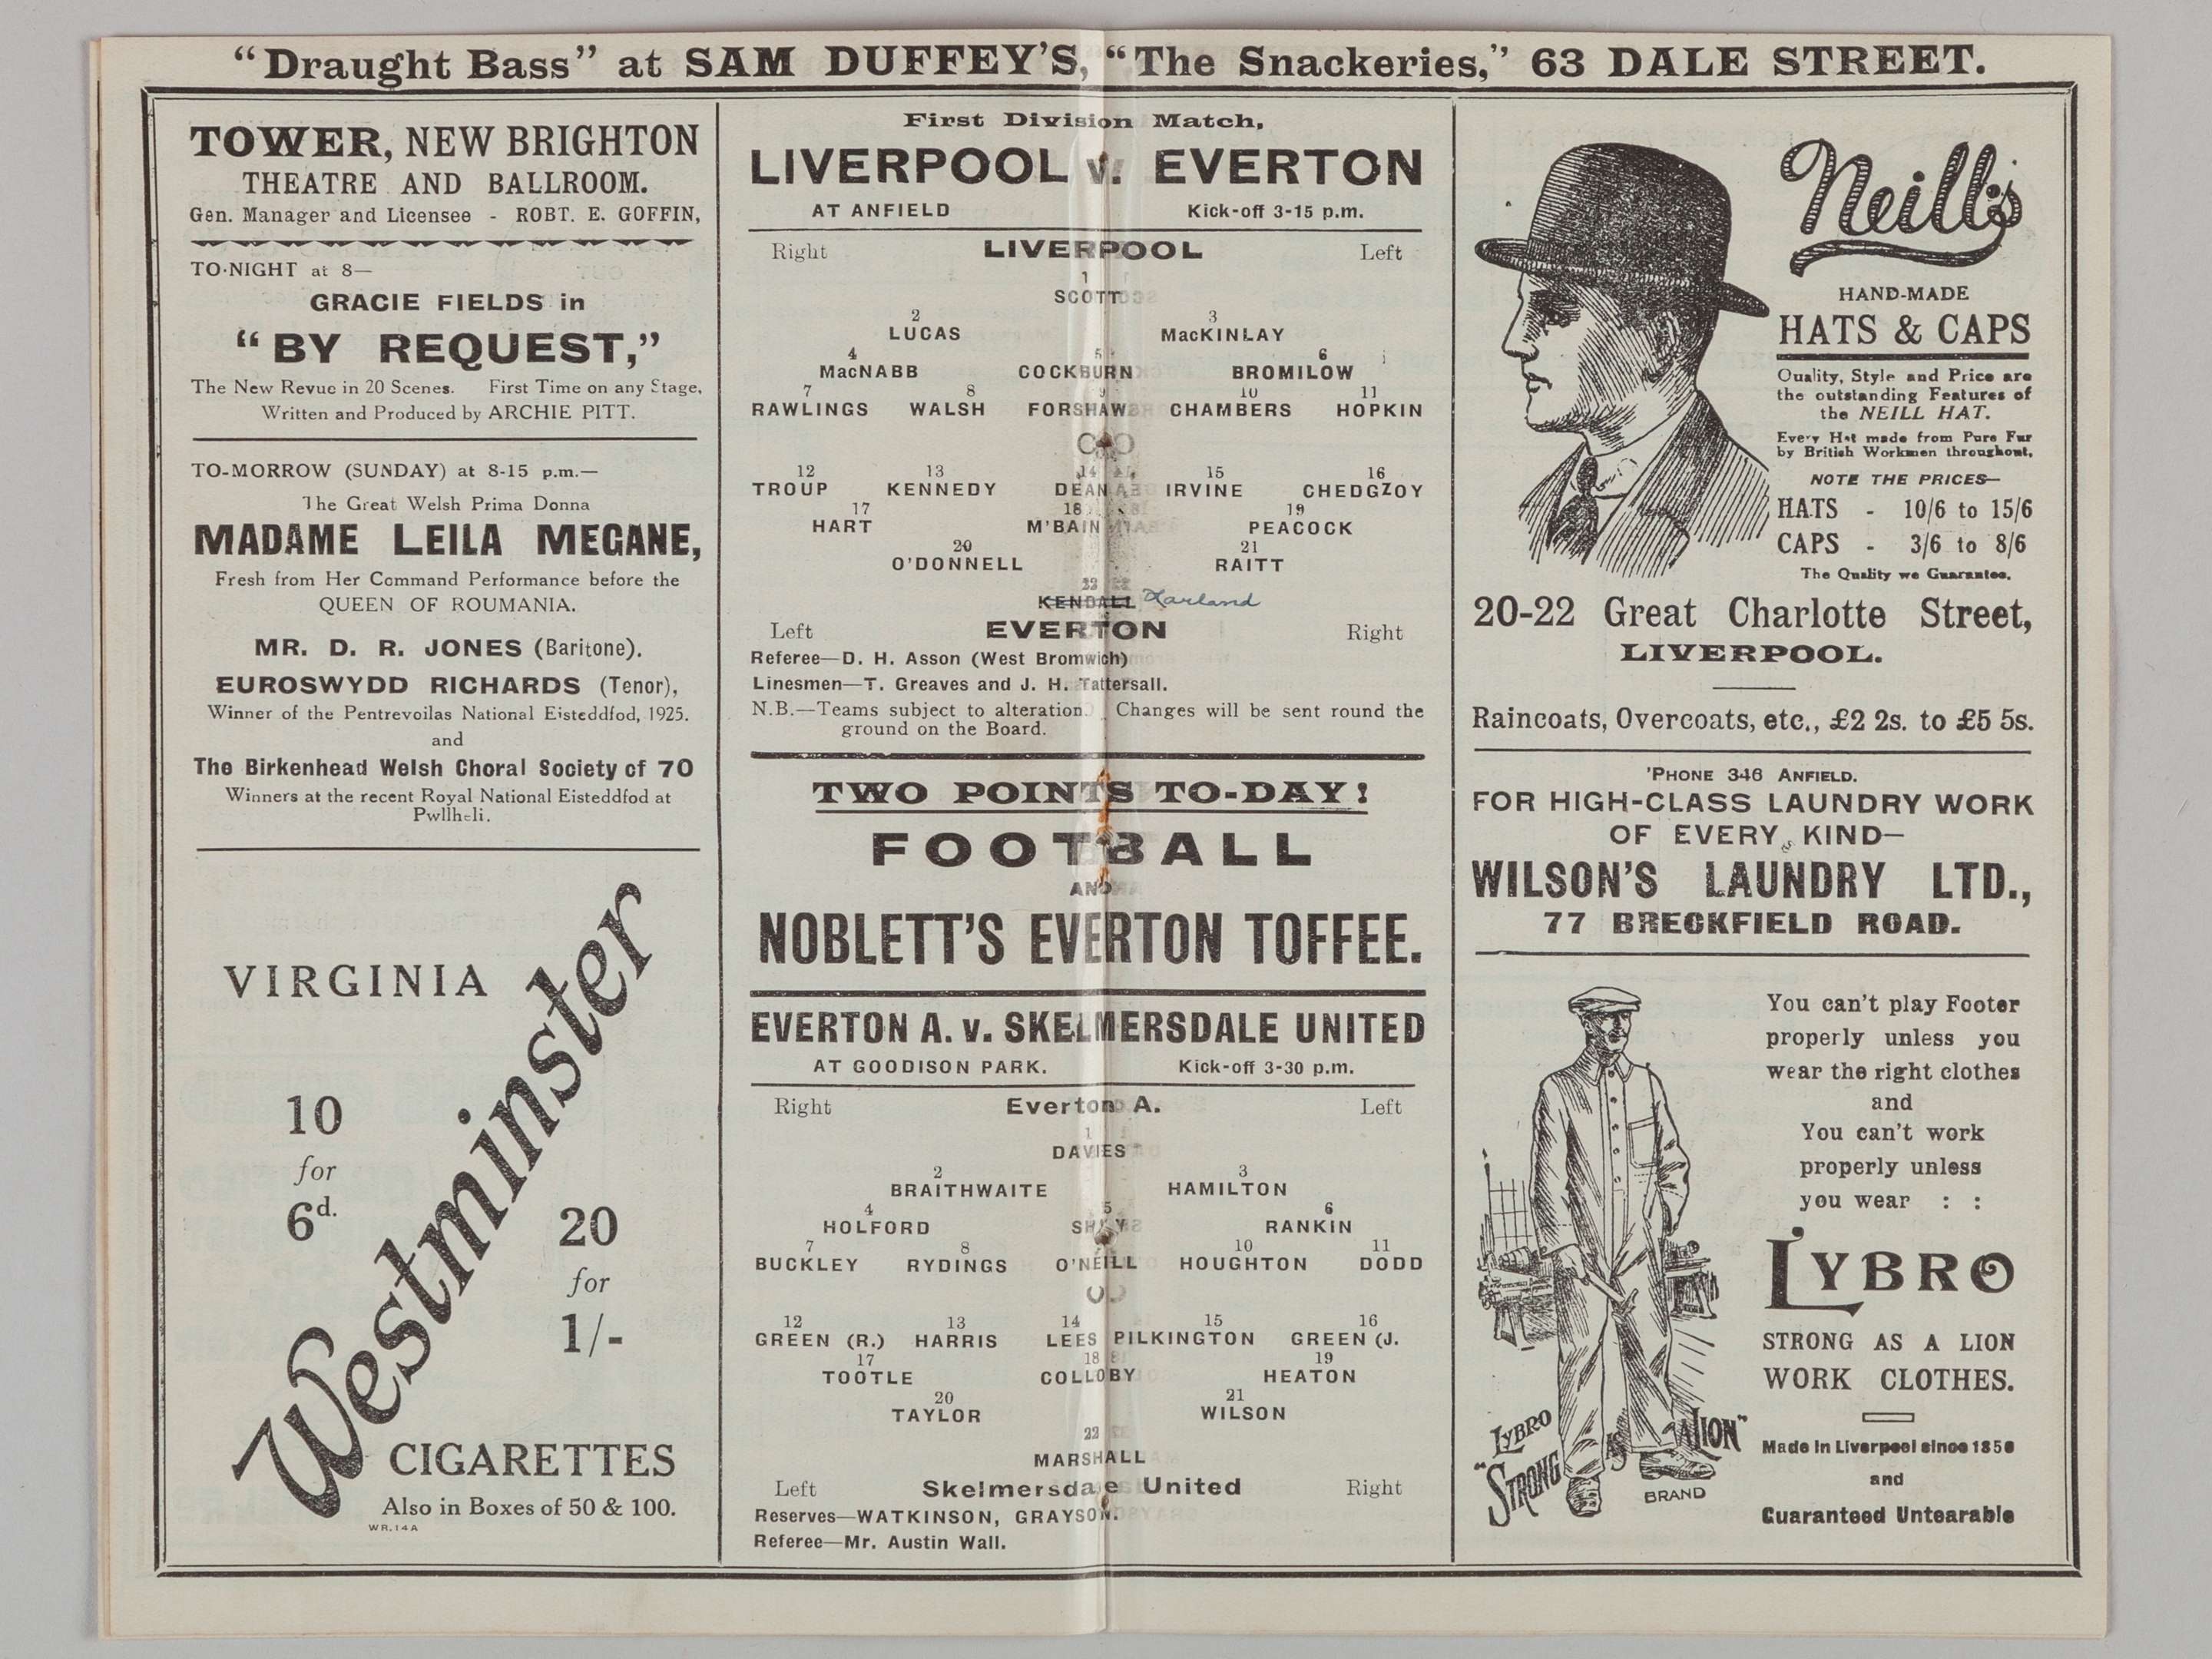 "Draught Bass" at SAM DUFFEY'S, "The Snackeries," 63 DALE STREET.
TOWER, NEW BRIGHTON
THEATRE AND BALLROOM.
Gen. Manager and Licensee - ROBT. E. GOFFIN,
TO-NIGHT at 8—
GRACIE FIELDS in
"BY REQUEST,"
The New Revue in 20 Scenes. First Time on any Stage,
Written and Produced by ARCHIE PITT.
TO-MORROW (SUNDAY) at 8-15 p.m.—
The Great Welsh Prima Donna
MADAME LEILA MEGANE,
Fresh from Her Command Performance before the
QUEEN OF ROUMANIA.
MR. D. R. JONES (Baritone).
EUROSWYDD RICHARDS (Tenor),
Winner of the Pentrevoilas National Eisteddfod, 1925.
and
The Birkenhead Welsh Choral Society of 70
Winners at the recent Royal National Eisteddfod at
Pwllheli.
VIRGINIA
Westminster
10
for
6d.
20
for
1/-
CIGARETTES
Also in Boxes of 50 & 100.
WR.14A
First Division Match,
LIVERPOOL v. EVERTON
AT ANFIELD Kick-off 3-15 p.m.
Right LIVERPOOL Left
1
SCOTT
2 3
LUCAS MacKINLAY
4 5 6
MacNABB COCKBURN BROMILOW
7 8 9 10 11
RAWLINGS WALSH FORSHAW CHAMBERS HOPKIN
12 13 14 15 16
TROUP KENNEDY DEAN IRVINE CHEDGZOY
17 18 19
HART M'BAIN PEACOCK
20 21
O'DONNELL RAITT
22
KENDALL Harland
Left EVERTON Right
Referee—D. H. Asson (West Bromwich)
Linesmen—T. Greaves and J. H. Tattersall.
N.B.—Teams subject to alteration. Changes will be sent round the
ground on the Board.
TWO POINTS TO-DAY!
FOOTBALL
AND
NOBLETT'S EVERTON TOFFEE.
EVERTON A. v. SKELMERSDALE UNITED
AT GOODISON PARK. Kick-off 3-30 p.m.
Right Everton A. Left
1
DAVIES
2 3
BRAITHWAITE HAMILTON
4 5 6
HOLFORD RANKIN
7 8 10 11
BUCKLEY RYDINGS O'NEILL HOUGHTON DODD
12 13 14 15 16
GREEN (R.) HARRIS LEES PILKINGTON GREEN (J.
17 18 19
TOOTLE COLLOBY HEATON
20 21
TAYLOR WILSON
22
MARSHALL
Left Skelmersdale United Right
Reserves—WATKINSON, GRAYSON.
Referee—Mr. Austin Wall.
Neill's
HAND-MADE
HATS & CAPS
Quality, Style and Price are
the outstanding Features of
the NEILL HAT.
Every Hat made from Pure Fur
by British Workmen throughout,
NOTE THE PRICES—
HATS - 10/6 to 15/6
CAPS - 3/6 to 8/6
The Quality we Guarantee.
20-22 Great Charlotte Street,
LIVERPOOL.
Raincoats, Overcoats, etc., £2 2s. to £5 5s.
'PHONE 346 ANFIELD.
FOR HIGH-CLASS LAUNDRY WORK
OF EVERY KIND—
WILSON'S LAUNDRY LTD.,
77 BRECKFIELD ROAD.
You can't play Footer
properly unless you
wear the right clothes
and
You can't work
properly unless
you wear : :
LYBRO
STRONG AS A LION
WORK CLOTHES.
Made in Liverpool since 1850
and
Guaranteed Untearable
LYBRO
"STRONG AS A LION"
BRAND